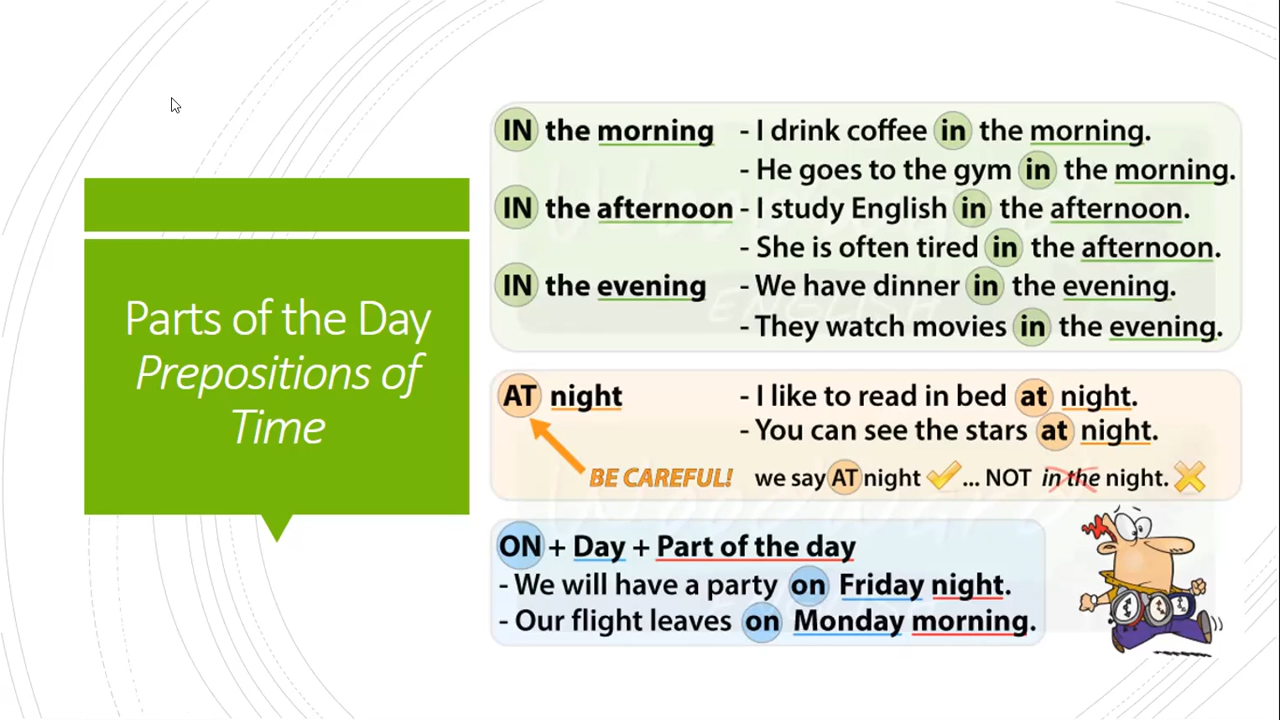 Parts of the Day
Prepositions of
Time
IN the morning - I drink coffee in the morning.
- He goes to the gym in the morning.
IN the afternoon - I study English in the afternoon.
- She is often tired in the afternoon.
IN the evening - We have dinner in the evening.
- They watch movies in the evening.
AT night - I like to read in bed at night.
- You can see the stars at night.
BE CAREFUL! we say AT night ... NOT in the night.
ON + Day + Part of the day
- We will have a party on Friday night.
- Our flight leaves on Monday morning.